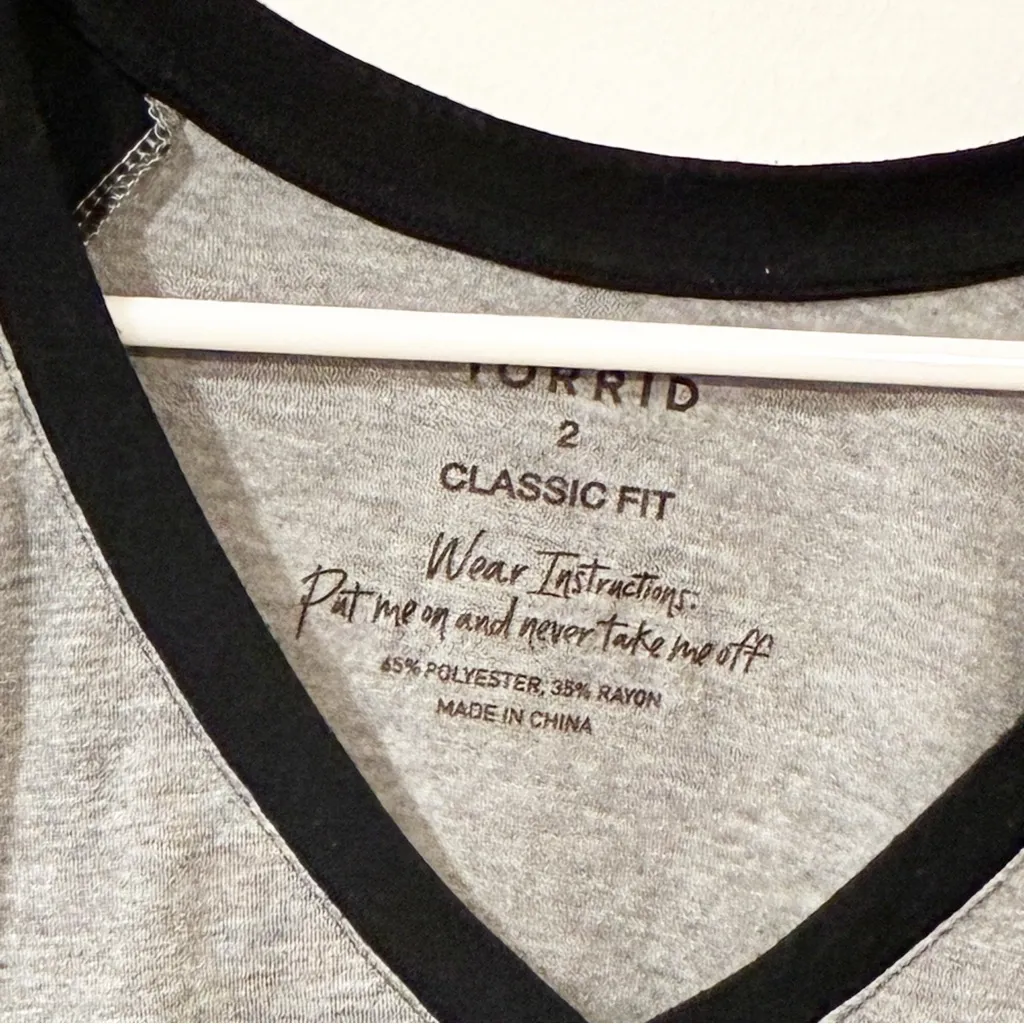 TORRID
2
CLASSIC FIT
Wear Instructions:
Put me on and never take me off
65% POLYESTER, 35% RAYON
MADE IN CHINA